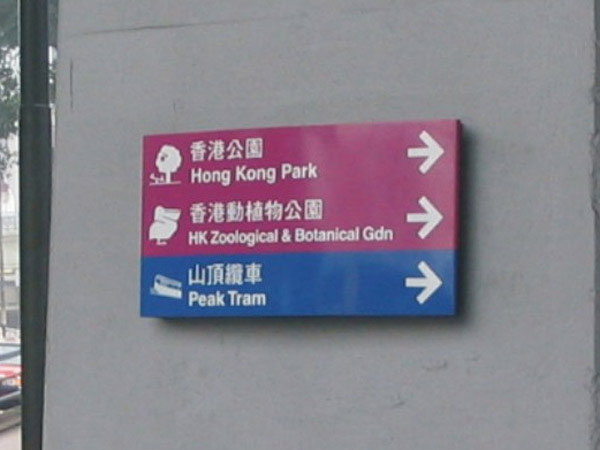 香港公園
Hong Kong Park
香港動植物公園
HK Zoological & Botanical Gdn
山頂纜車
Peak Tram